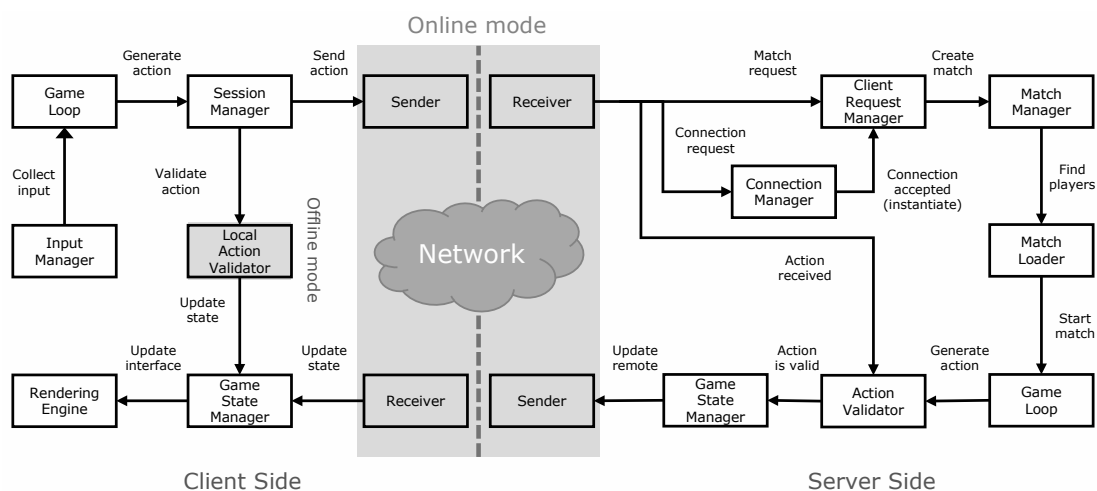 Online mode
Generate
action
Send
action
Match
request
Create
match
Game
Loop
Session
Manager
Sender
Receiver
Client
Request
Manager
Match
Manager
Collect
input
Validate
action
Connection
request
Connection
Manager
Connection
accepted
(instantiate)
Find
players
Offline mode
Input
Manager
Local
Action
Validator
Network
Match
Loader
Action
received
Update
state
Start
match
Update
interface
Update
state
Update
remote
Action
is valid
Generate
action
Rendering
Engine
Game
State
Manager
Receiver
Sender
Game
State
Manager
Action
Validator
Game
Loop
Client Side
Server Side